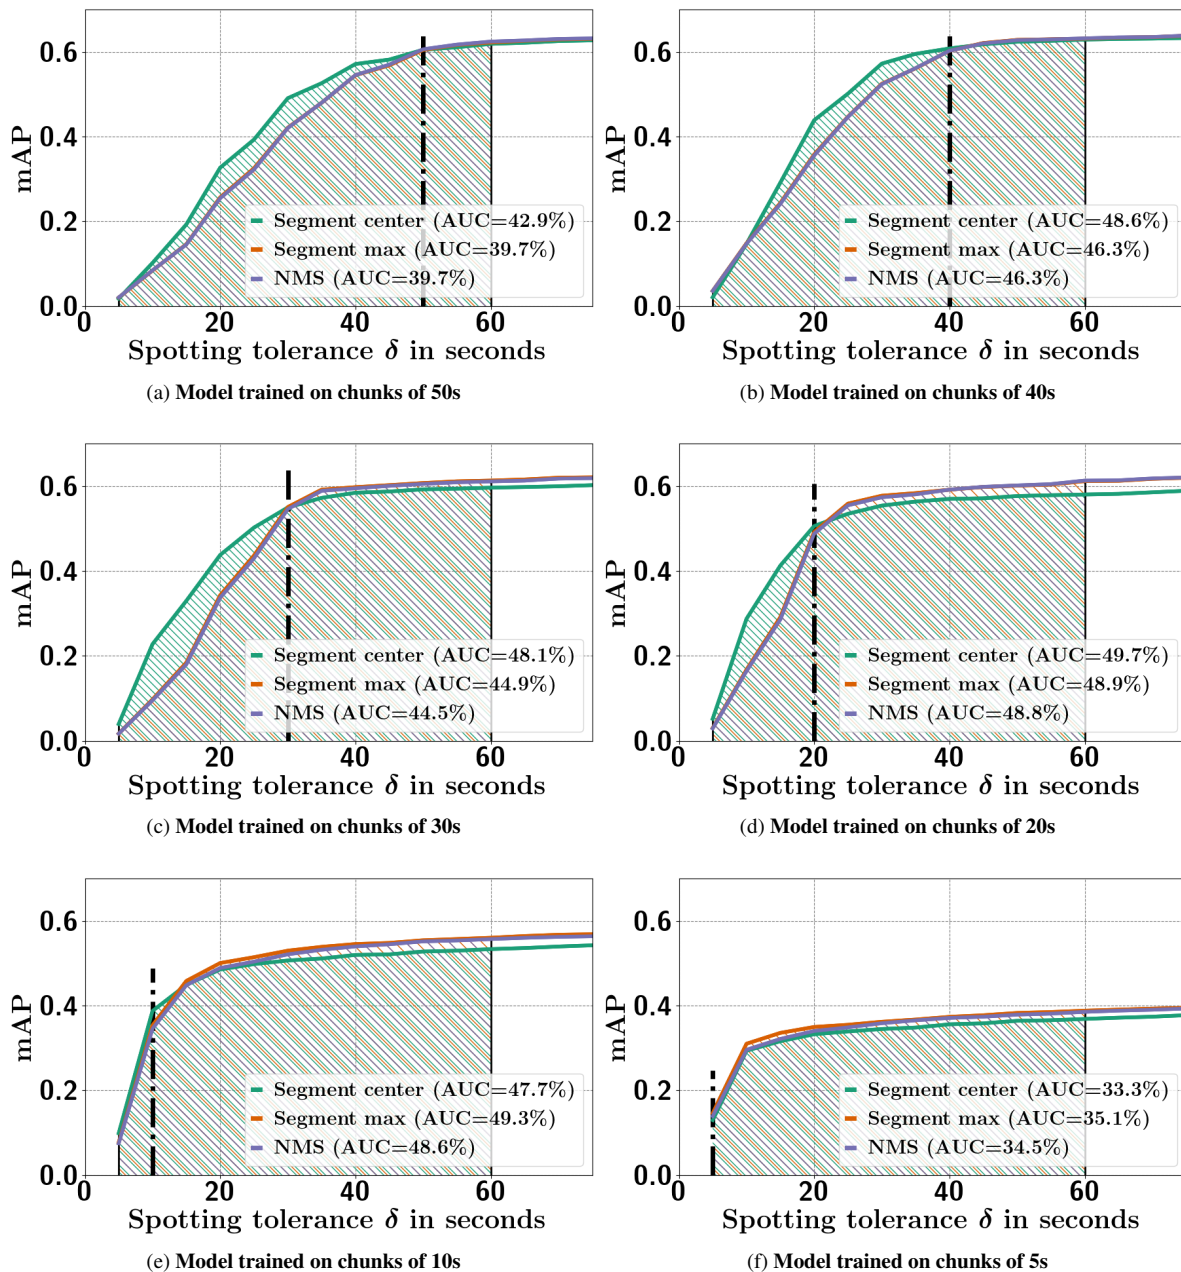 0.6
0.4
mAP
0.2
Segment center (AUC=42.9%)
Segment max (AUC=39.7%)
NMS (AUC=39.7%)
0.0
0 20 40 60
Spotting tolerance δ in seconds
(a) Model trained on chunks of 50s
0.6
0.4
mAP
0.2
Segment center (AUC=48.6%)
Segment max (AUC=46.3%)
NMS (AUC=46.3%)
0.0
0 20 40 60
Spotting tolerance δ in seconds
(b) Model trained on chunks of 40s
0.6
0.4
mAP
0.2
Segment center (AUC=48.1%)
Segment max (AUC=44.9%)
NMS (AUC=44.5%)
0.0
0 20 40 60
Spotting tolerance δ in seconds
(c) Model trained on chunks of 30s
0.6
0.4
mAP
0.2
Segment center (AUC=49.7%)
Segment max (AUC=48.9%)
NMS (AUC=48.8%)
0.0
0 20 40 60
Spotting tolerance δ in seconds
(d) Model trained on chunks of 20s
0.6
0.4
mAP
0.2
Segment center (AUC=47.7%)
Segment max (AUC=49.3%)
NMS (AUC=48.6%)
0.0
0 20 40 60
Spotting tolerance δ in seconds
(e) Model trained on chunks of 10s
0.6
0.4
mAP
0.2
Segment center (AUC=33.3%)
Segment max (AUC=35.1%)
NMS (AUC=34.5%)
0.0
0 20 40 60
Spotting tolerance δ in seconds
(f) Model trained on chunks of 5s